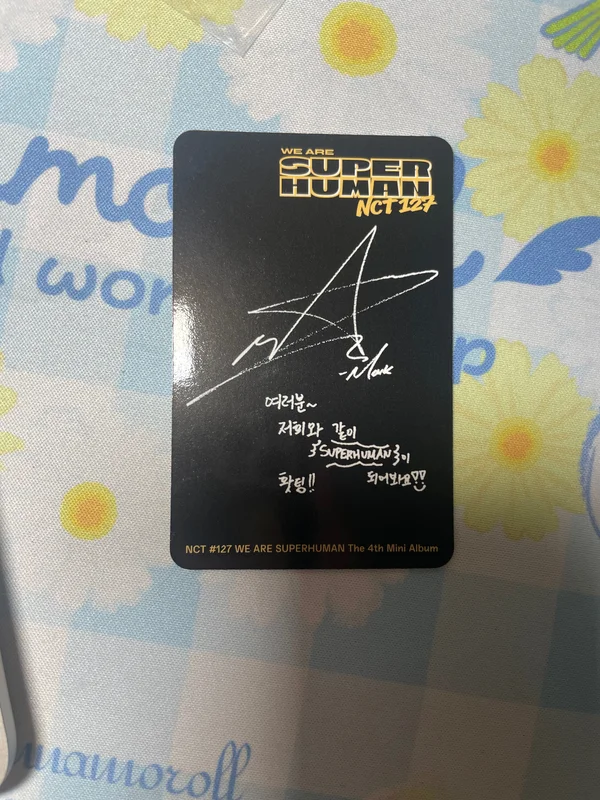 WE ARE
SUPER
HUMAN
NCT 127
-Mark
여러분~
저희와 같이
SUPERHUMAN이
되어봐요!!
팟팅!!
NCT #127 WE ARE SUPERHUMAN The 4th Mini Album
namoroll